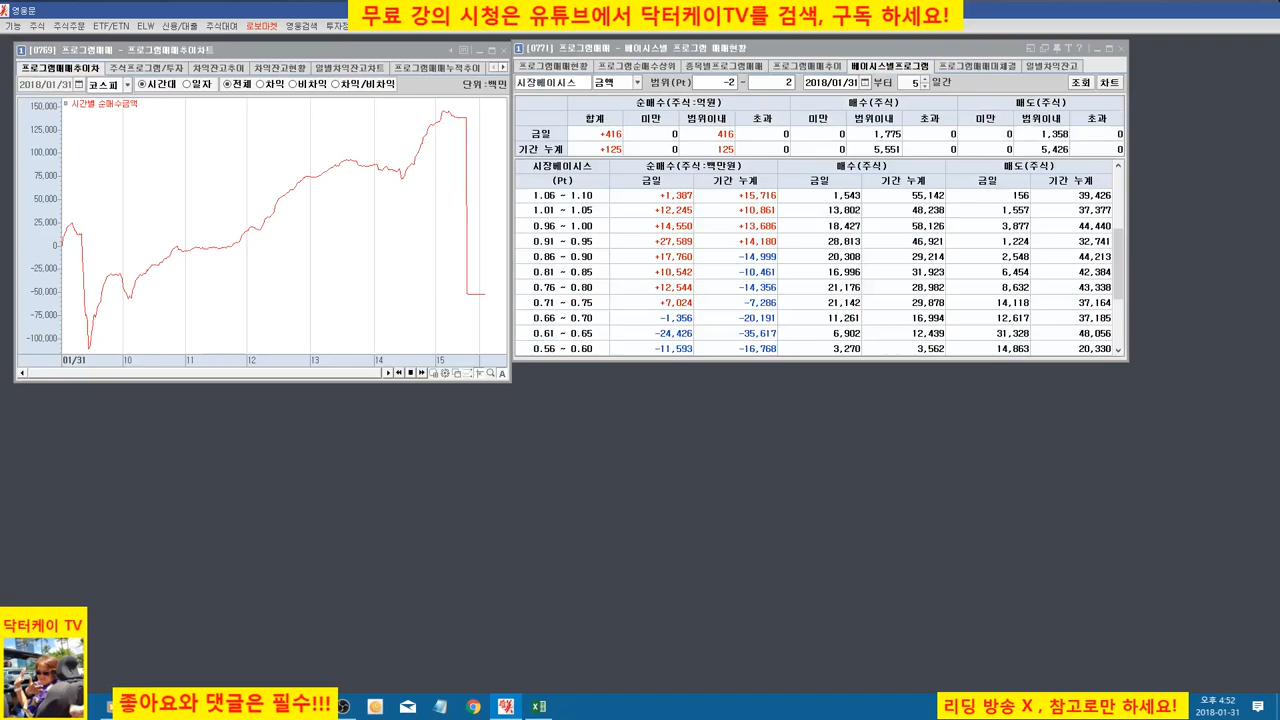 영웅문
무료 강의 시청은 유튜브에서 닥터케이TV를 검색, 구독 하세요!
기능 주식 주식주문 ETF/ETN ELW 신용/대출 주식대여 로보마켓 영웅검색 투자정
[0769] 프로그램매매 - 프로그램매매추이차트
프로그램매매추이차 주식프로그램/투자 차익잔고추이 차익잔고현황 일별차익잔고차트 프로그램매매누적추이
2018/01/31 코스피 시간대 일자 전체 차익 비차익 차익/비차익 단위:백만
시간별 순매수금액
150,000
125,000
100,000
75,000
50,000
25,000
0
-25,000
-50,000
-75,000
-100,000
01/31 10 11 12 13 14 15
[0771] 프로그램매매 - 베이시스별 프로그램 매매현황
프로그램매매현황 프로그램순매수상위 종목별프로그램매매 프로그램매매추이 베이시스별프로그램 프로그램매매미체결 일별차익잔고
시장베이시스 금액 범위(Pt) -2 - 2 2018/01/31 부터 5 일간 조회 차트
순매수(주식:억원) 매수(주식) 매도(주식)
합계 미만 범위이내 초과 미만 범위이내 초과 미만 범위이내 초과
금일 +416 0 416 0 0 1,775 0 0 1,358 0
기간 누계 +125 0 125 0 0 5,551 0 0 5,426 0
시장베이시스 순매수(주식:백만원) 매수(주식) 매도(주식)
(Pt) 금일 기간 누계 금일 기간 누계 금일 기간 누계
1.06 ~ 1.10 +1,387 +15,716 1,543 55,142 156 39,426
1.01 ~ 1.05 +12,245 +10,861 13,802 48,238 1,557 37,377
0.96 ~ 1.00 +14,550 +13,686 18,427 58,126 3,877 44,440
0.91 ~ 0.95 +27,589 +14,180 28,813 46,921 1,224 32,741
0.86 ~ 0.90 +17,760 -14,999 20,308 29,214 2,548 44,213
0.81 ~ 0.85 +10,542 -10,461 16,996 31,923 6,454 42,384
0.76 ~ 0.80 +12,544 -14,356 21,176 28,982 8,632 43,338
0.71 ~ 0.75 +7,024 -7,286 21,142 29,878 14,118 37,164
0.66 ~ 0.70 -1,356 -20,191 11,261 16,994 12,617 37,185
0.61 ~ 0.65 -24,426 -35,617 6,902 12,439 31,328 48,056
0.56 ~ 0.60 -11,593 -16,768 3,270 3,562 14,863 20,330
닥터케이 TV
좋아요와 댓글은 필수!!!
리딩 방송 X , 참고로만 하세요!
오후 4:52
2018-01-31